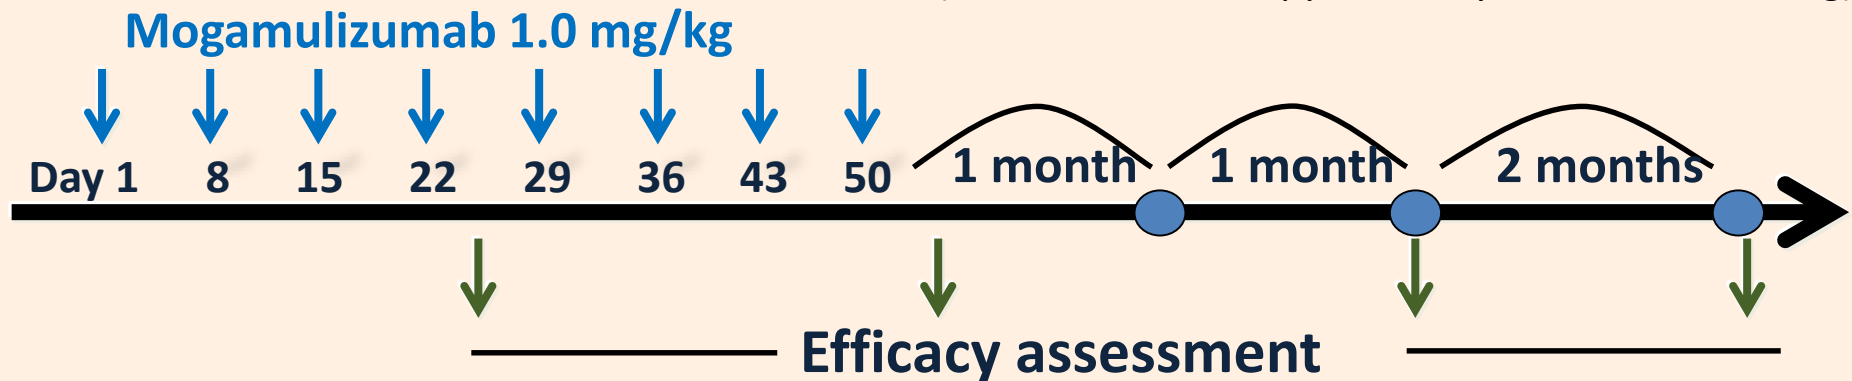 Mogamulizumab 1.0 mg/kg
Day 1 8 15 22 29 36 43 50 1 month 1 month 2 months
Efficacy assessment